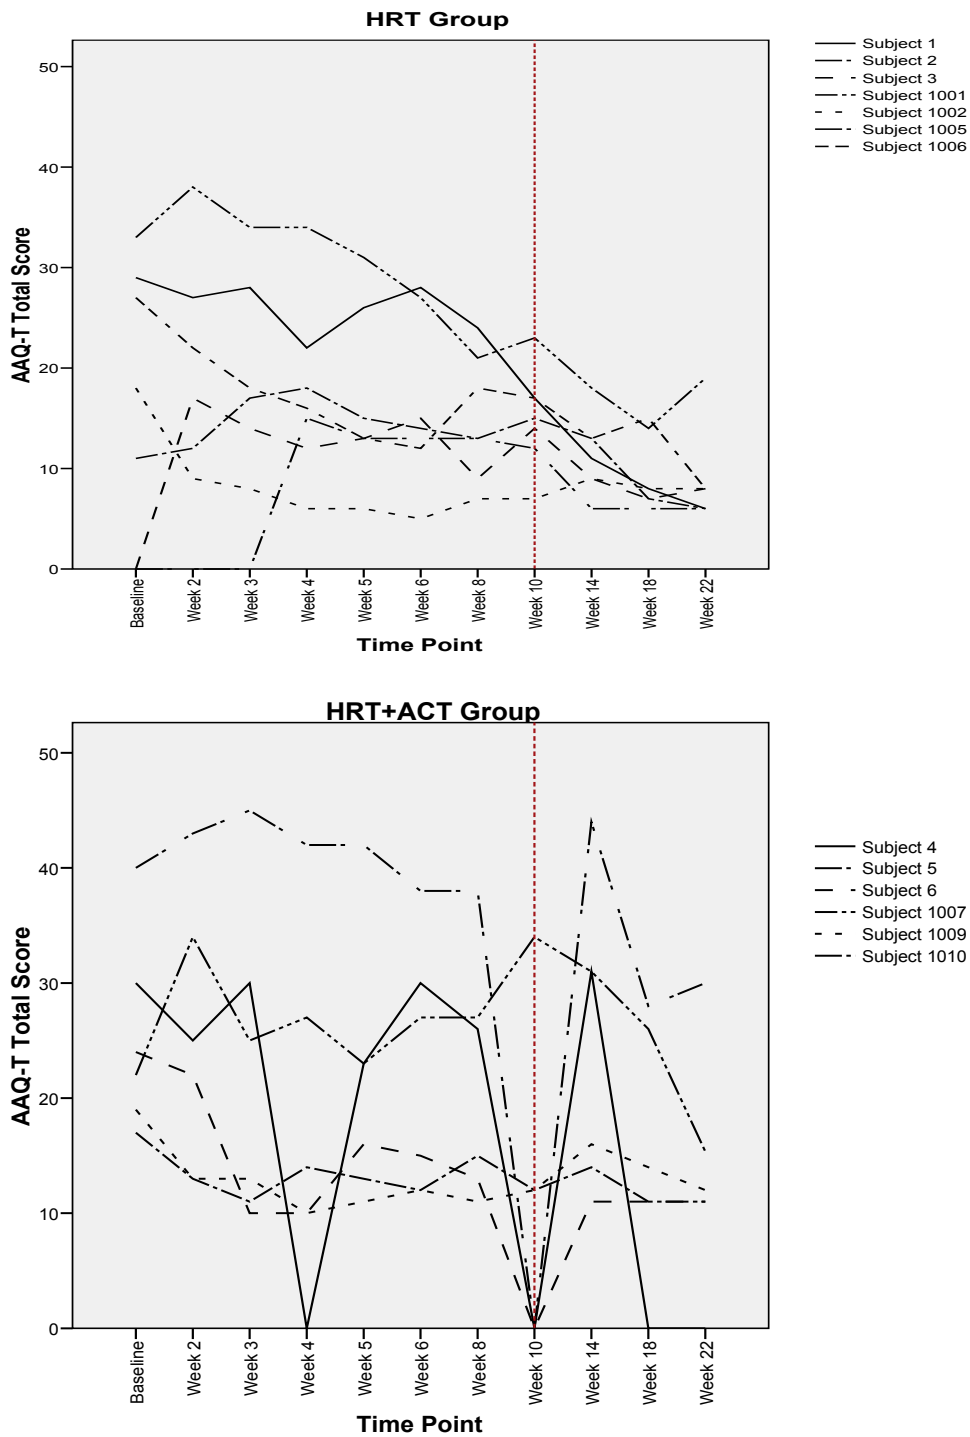 HRT Group
50
40
30
20
10
0
AAQ-T Total Score
Baseline
Week 2
Week 3
Week 4
Week 5
Week 6
Week 8
Week 10
Week 14
Week 18
Week 22
Time Point
Subject 1
Subject 2
Subject 3
Subject 1001
Subject 1002
Subject 1005
Subject 1006
HRT+ACT Group
50
40
30
20
10
0
AAQ-T Total Score
Baseline
Week 2
Week 3
Week 4
Week 5
Week 6
Week 8
Week 10
Week 14
Week 18
Week 22
Time Point
Subject 4
Subject 5
Subject 6
Subject 1007
Subject 1009
Subject 1010